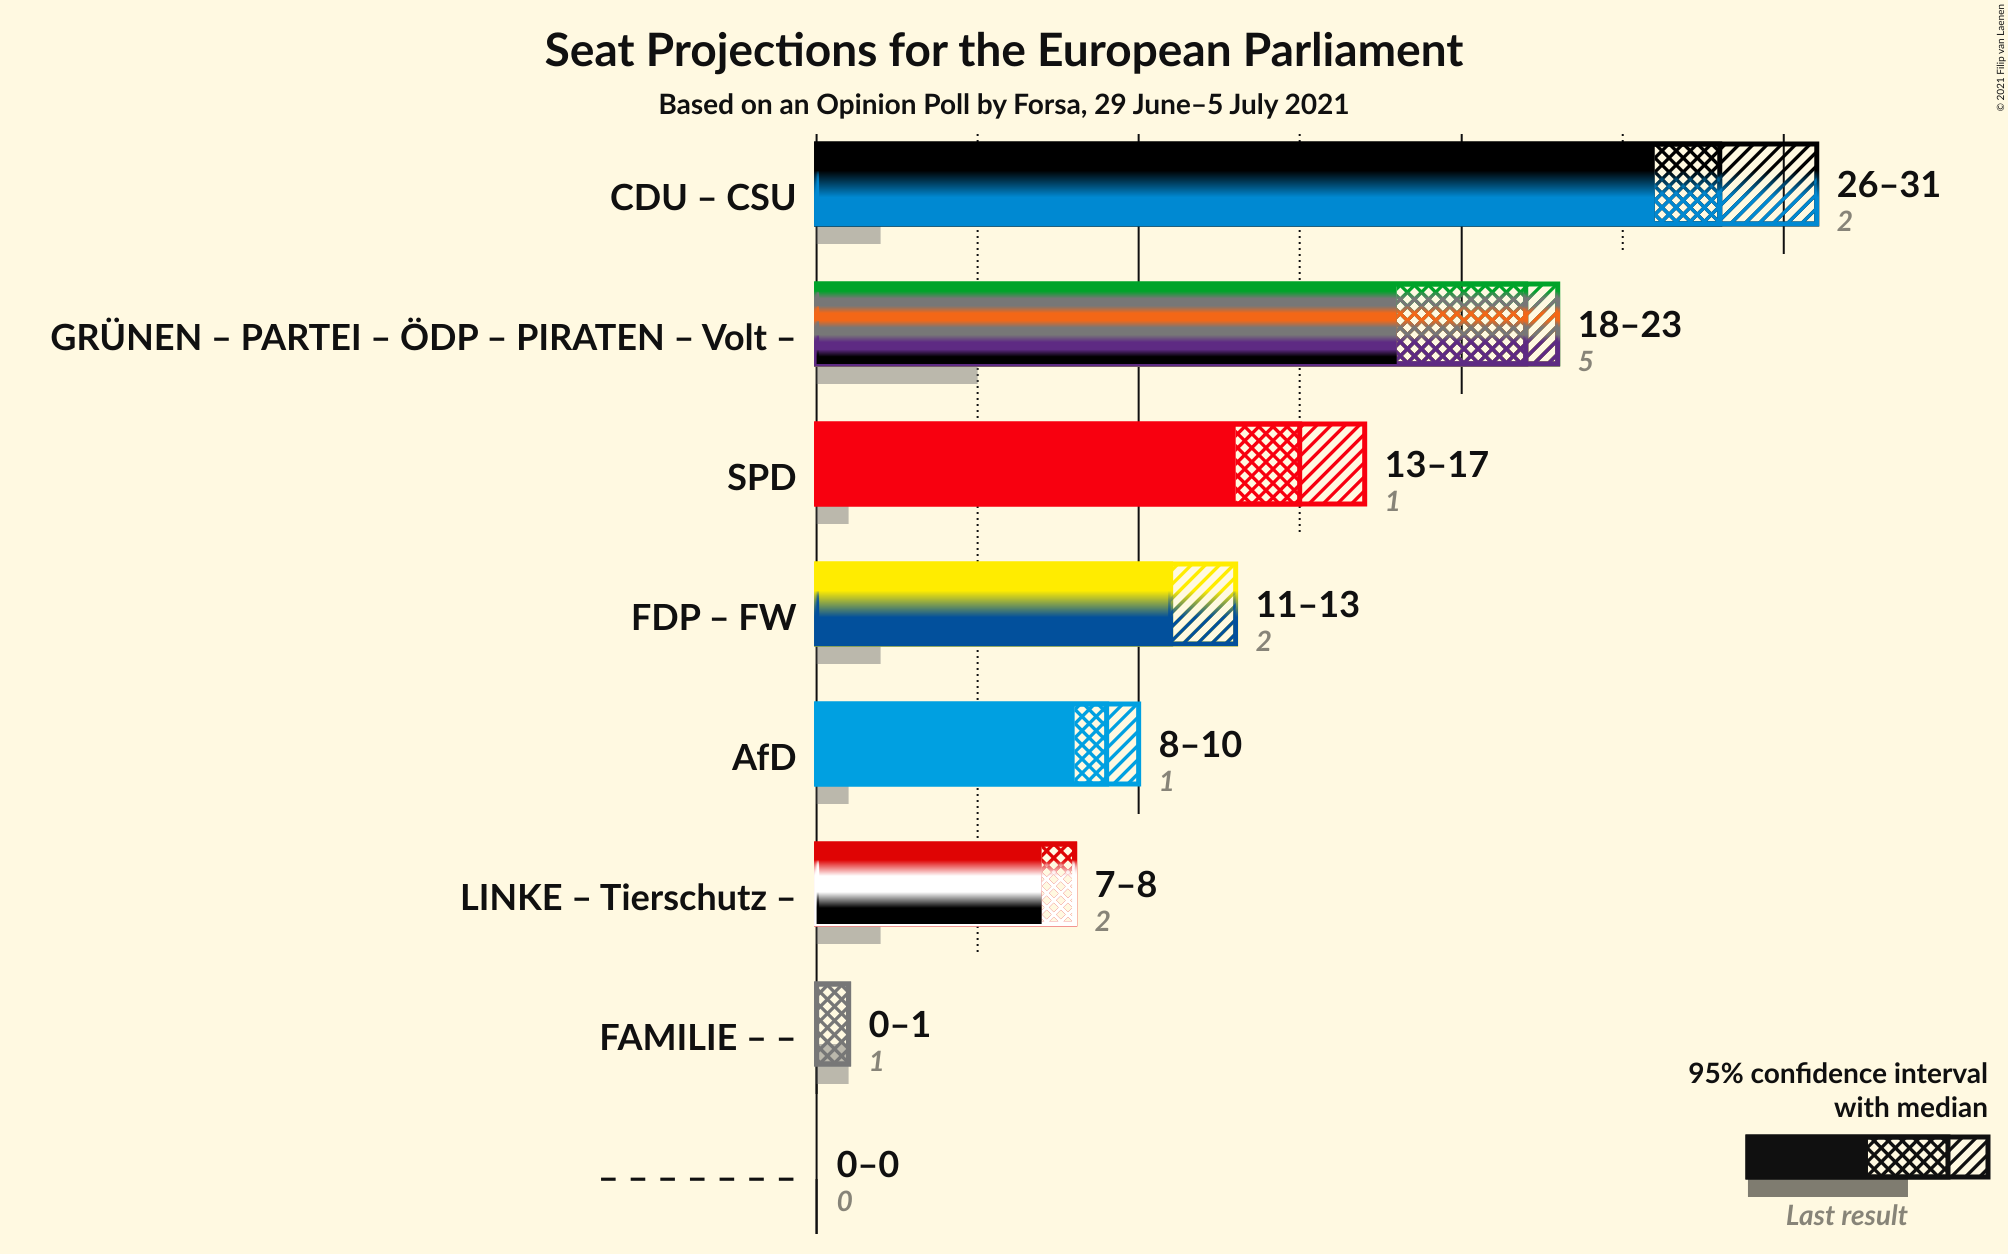 Seat Projections for the European Parliament
Based on an Opinion Poll by Forsa, 29 June–5 July 2021
© 2021 Filip van Laenen
CDU – CSU
26–31
2
GRÜNEN – PARTEI – ÖDP – PIRATEN – Volt –
18–23
5
SPD
13–17
1
FDP – FW
11–13
2
AfD
8–10
1
LINKE – Tierschutz –
7–8
2
FAMILIE – –
0–1
1
– – – – – – –
0–0
0
95% confidence interval
with median
Last result